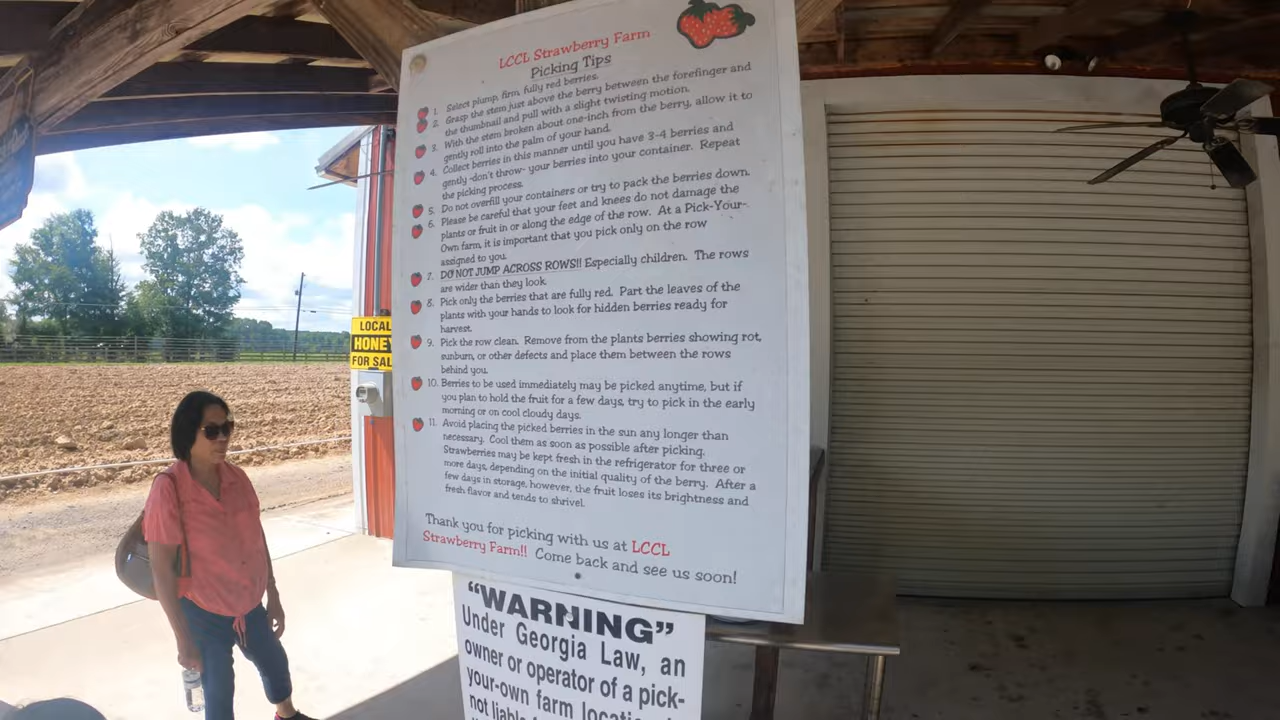 LCCL Strawberry Farm
Picking Tips
1. Select plump, firm, fully red berries.
2. Grasp the stem just above the berry between the forefinger and
the thumbnail and pull with a slight twisting motion.
3. With the stem broken about one-inch from the berry, allow it to
gently roll into the palm of your hand.
4. Collect berries in this manner until you have 3-4 berries and
gently -don't throw- your berries into your container. Repeat
the picking process.
5. Do not overfill your containers or try to pack the berries down.
6. Please be careful that your feet and knees do not damage the
plants or fruit in or along the edge of the row. At a Pick-Your-
Own farm, it is important that you pick only on the row
assigned to you.
7. DO NOT JUMP ACROSS ROWS!! Especially children. The rows
are wider than they look.
8. Pick only the berries that are fully red. Part the leaves of the
plants with your hands to look for hidden berries ready for
harvest.
9. Pick the row clean. Remove from the plants berries showing rot,
sunburn, or other defects and place them between the rows
behind you.
10. Berries to be used immediately may be picked anytime, but if
you plan to hold the fruit for a few days, try to pick in the early
morning or on cool cloudy days.
11. Avoid placing the picked berries in the sun any longer than
necessary. Cool them as soon as possible after picking.
Strawberries may be kept fresh in the refrigerator for three or
more days, depending on the initial quality of the berry. After a
few days in storage, however, the fruit loses its brightness and
fresh flavor and tends to shrivel.
Thank you for picking with us at LCCL
Strawberry Farm!! Come back and see us soon!
"WARNING"
Under Georgia Law, an
owner or operator of a pick-
your-own farm
not liable
LOCAL
HONEY
FOR SAL